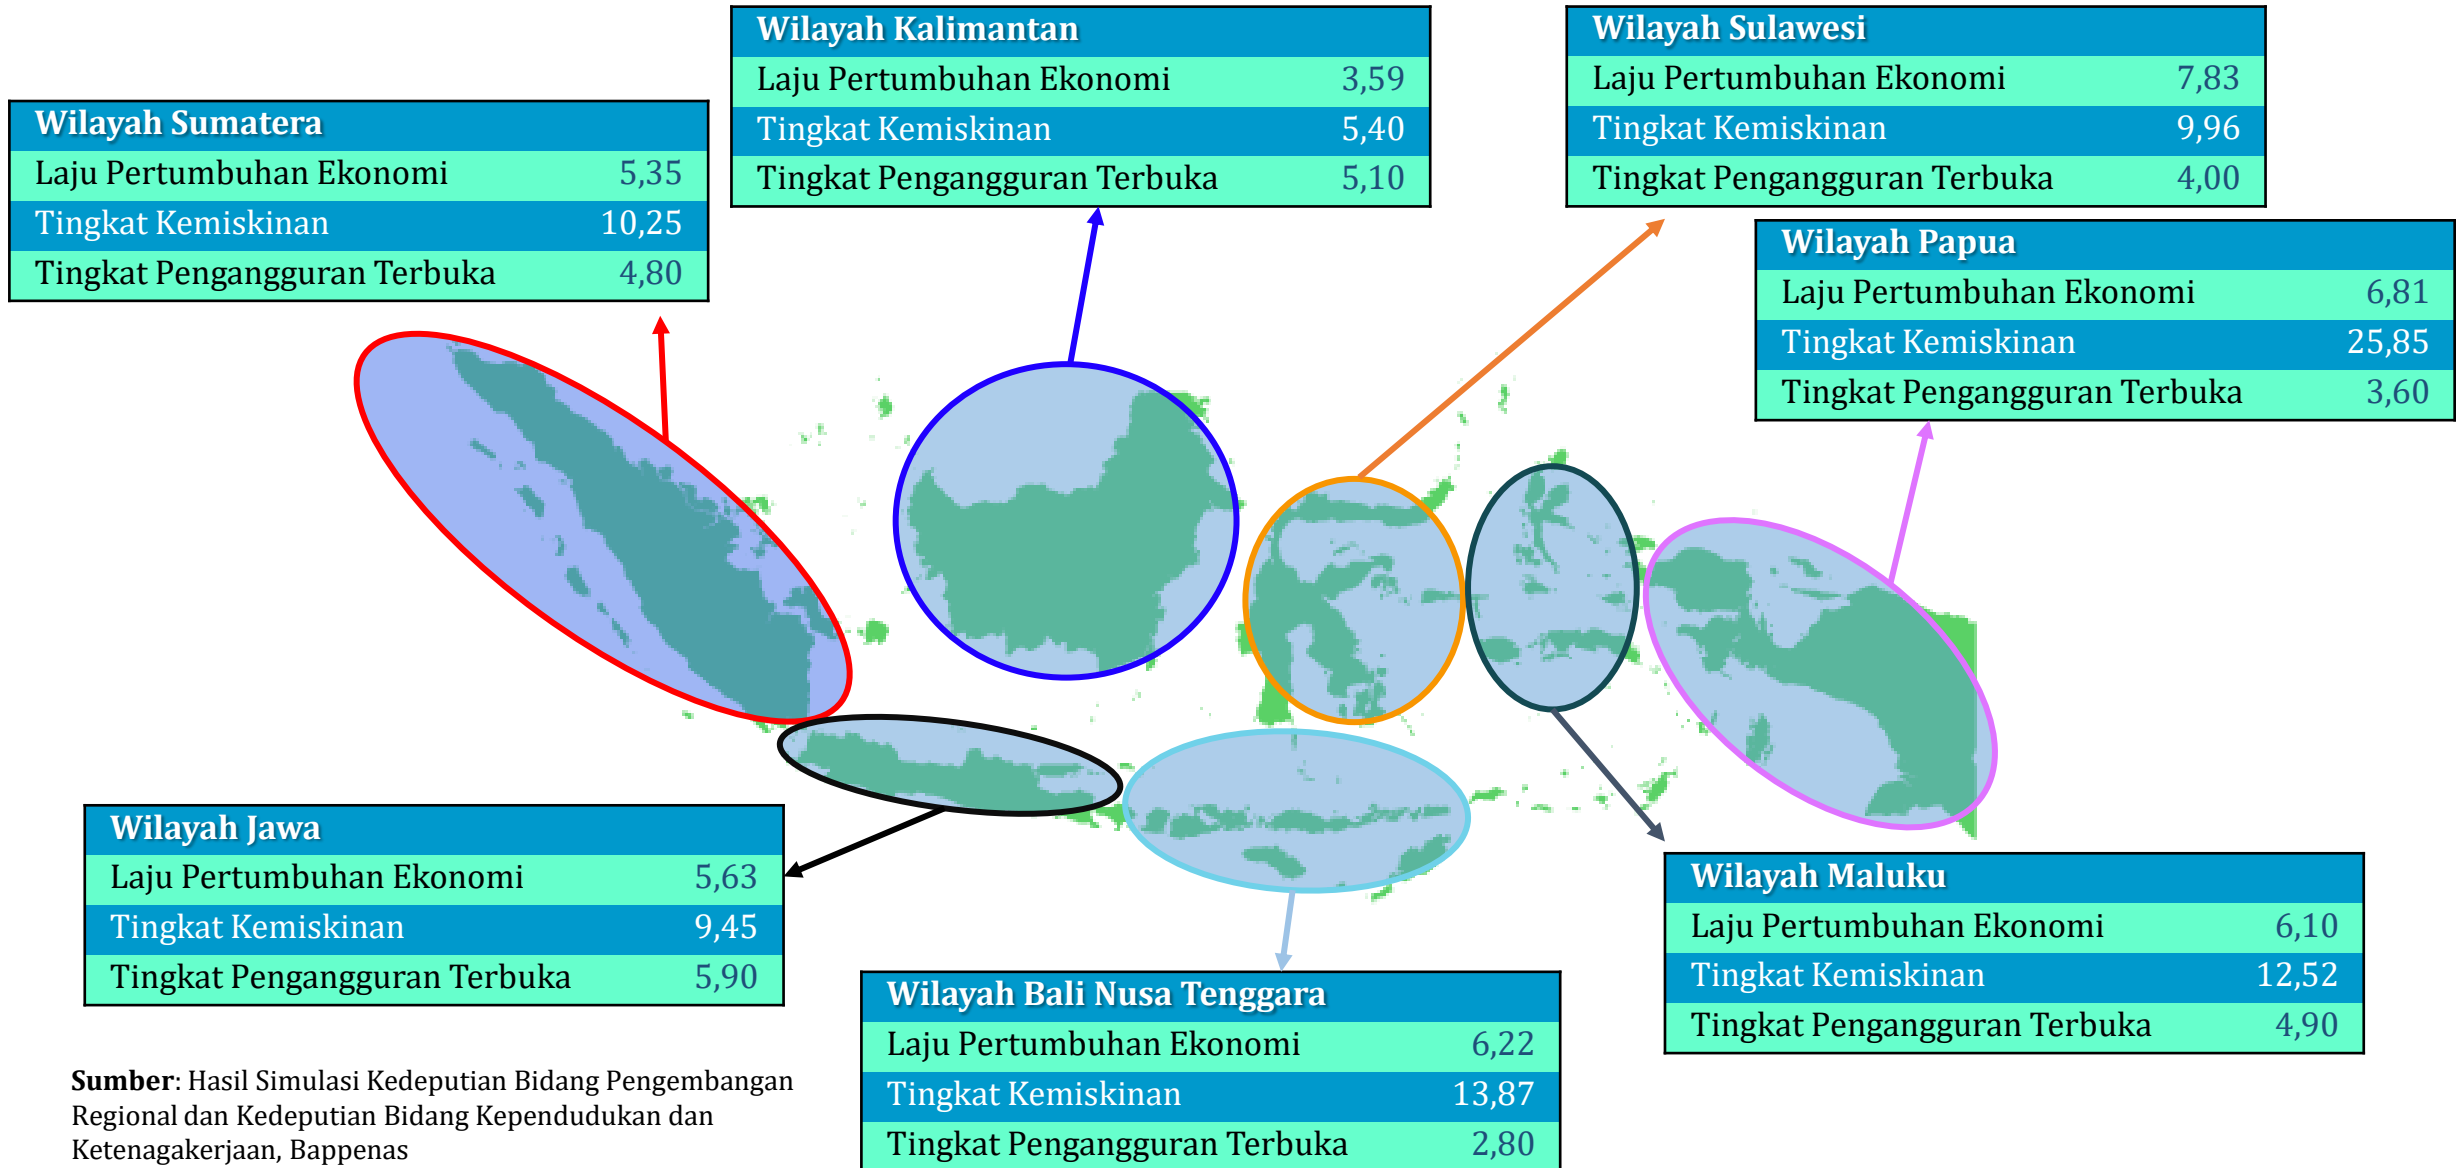 Wilayah Kalimantan
Laju Pertumbuhan Ekonomi 3,59
Tingkat Kemiskinan 5,40
Tingkat Pengangguran Terbuka 5,10
Wilayah Sulawesi
Laju Pertumbuhan Ekonomi 7,83
Tingkat Kemiskinan 9,96
Tingkat Pengangguran Terbuka 4,00
Wilayah Sumatera
Laju Pertumbuhan Ekonomi 5,35
Tingkat Kemiskinan 10,25
Tingkat Pengangguran Terbuka 4,80
Wilayah Papua
Laju Pertumbuhan Ekonomi 6,81
Tingkat Kemiskinan 25,85
Tingkat Pengangguran Terbuka 3,60
Wilayah Jawa
Laju Pertumbuhan Ekonomi 5,63
Tingkat Kemiskinan 9,45
Tingkat Pengangguran Terbuka 5,90
Wilayah Maluku
Laju Pertumbuhan Ekonomi 6,10
Tingkat Kemiskinan 12,52
Tingkat Pengangguran Terbuka 4,90
Wilayah Bali Nusa Tenggara
Laju Pertumbuhan Ekonomi 6,22
Tingkat Kemiskinan 13,87
Tingkat Pengangguran Terbuka 2,80
Sumber: Hasil Simulasi Kedeputian Bidang Pengembangan
Regional dan Kedeputian Bidang Kependudukan dan
Ketenagakerjaan, Bappenas